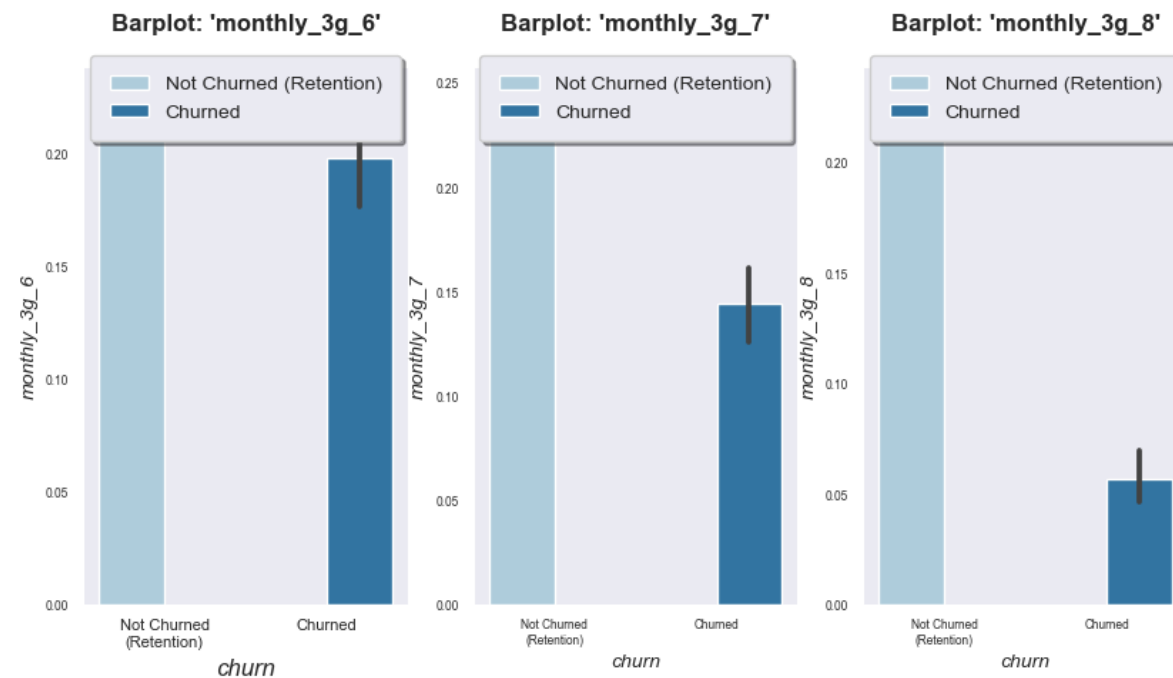 Barplot: 'monthly_3g_6'
Not Churned (Retention)
Churned
0.20
0.15
0.10
0.05
0.00
monthly_3g_6
Not Churned
(Retention)
Churned
churn
Barplot: 'monthly_3g_7'
Not Churned (Retention)
Churned
0.25
0.20
0.15
0.10
0.05
0.00
monthly_3g_7
Not Churned
(Retention)
Churned
churn
Barplot: 'monthly_3g_8'
Not Churned (Retention)
Churned
0.20
0.15
0.10
0.05
0.00
monthly_3g_8
Not Churned
(Retention)
Churned
churn